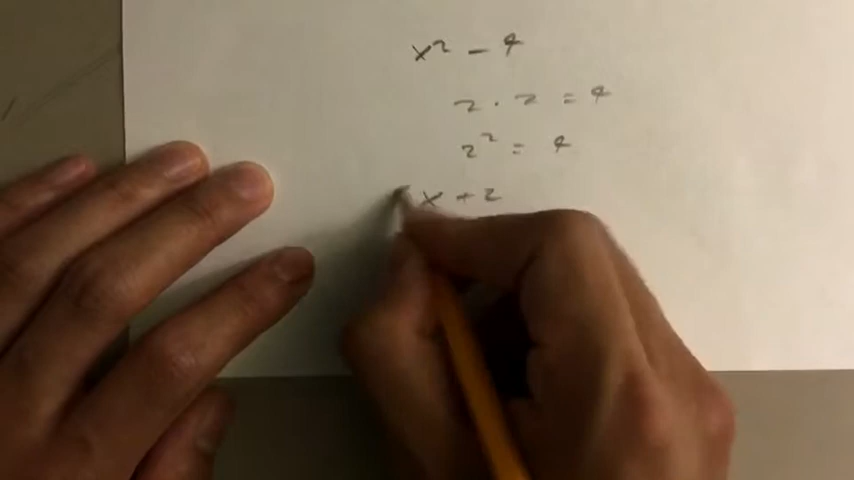 x² - 4
2 · 2 = 4
2² = 4
(x + 2